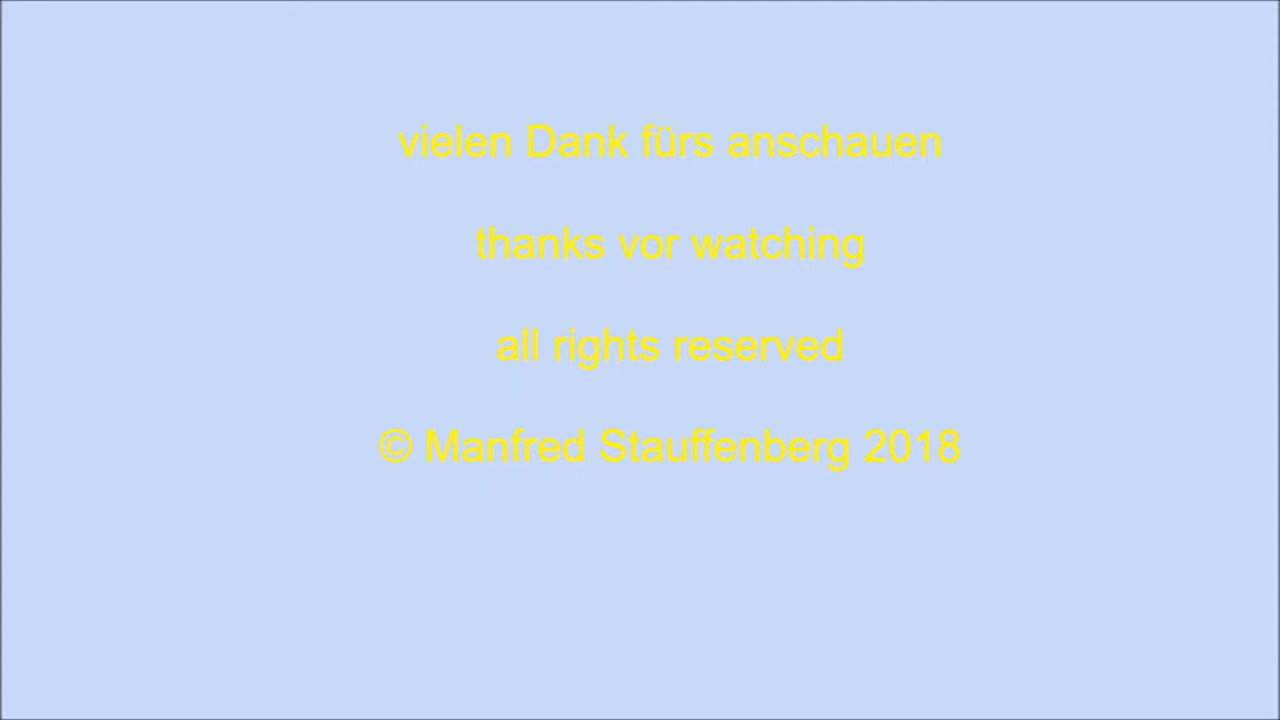 vielen Dank fürs anschauen
thanks vor watching
all rights reserved
© Manfred Stauffenberg 2018